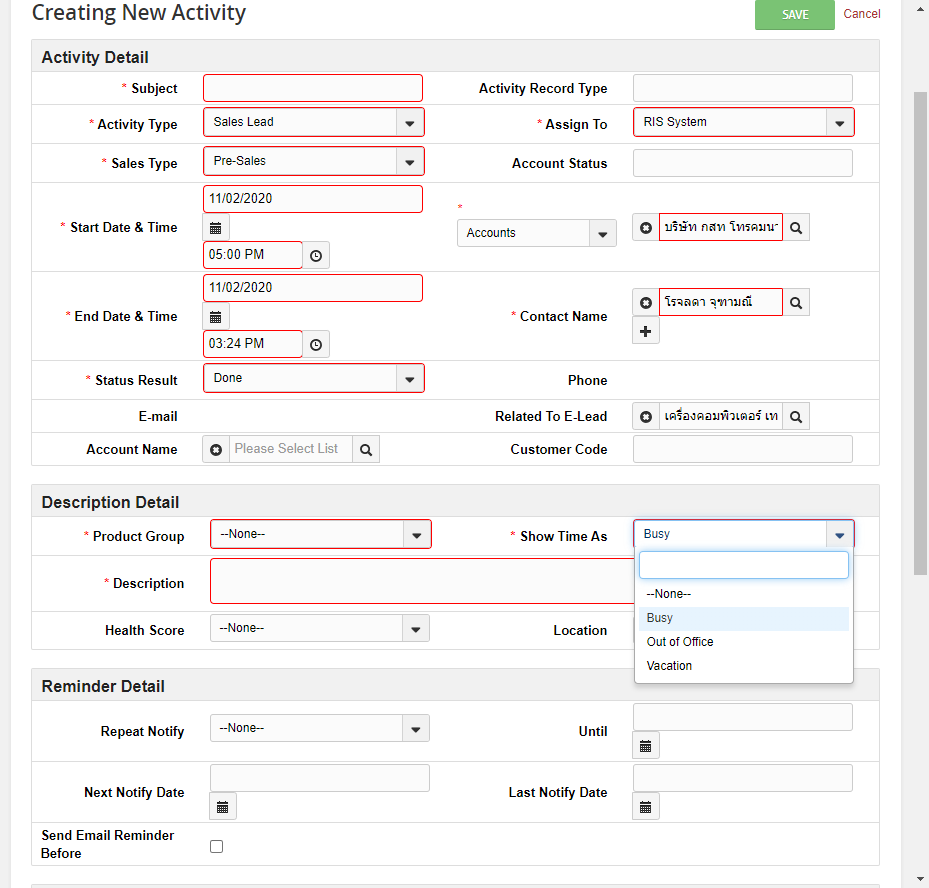 Creating New Activity
SAVE Cancel
Activity Detail
* Subject
Activity Record Type
* Activity Type Sales Lead
* Assign To RIS System
* Sales Type Pre-Sales
Account Status
* Start Date & Time 11/02/2020
05:00 PM
*
Accounts บริษัท กสท โทรคมนา
* End Date & Time 11/02/2020
03:24 PM
* Contact Name โรจลดา จุฑามณี
* Status Result Done
Phone
E-mail
Related To E-Lead เครื่องคอมพิวเตอร์ เท
Account Name Please Select List
Customer Code
Description Detail
* Product Group --None--
* Show Time As Busy
--None--
Busy
Out of Office
Vacation
* Description
Health Score --None--
Location
Reminder Detail
Repeat Notify --None--
Until
Next Notify Date
Last Notify Date
Send Email Reminder
Before